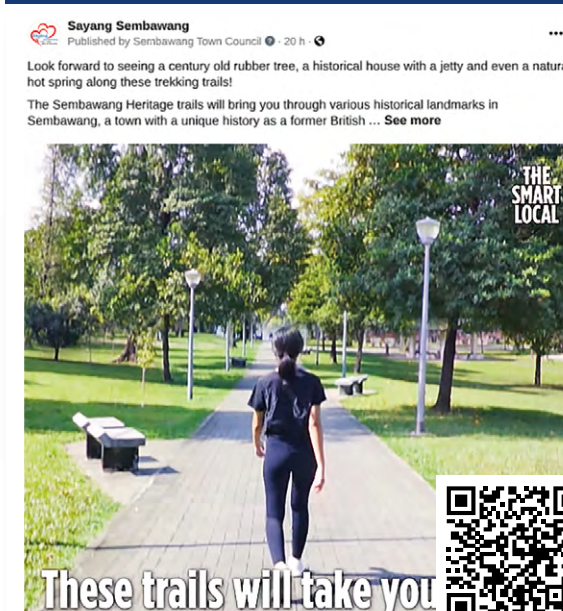 Sayang Sembawang
Published by Sembawang Town Council · 20 h ·
Look forward to seeing a century old rubber tree, a historical house with a jetty and even a natura
hot spring along these trekking trails!
The Sembawang Heritage trails will bring you through various historical landmarks in
Sembawang, a town with a unique history as a former British ... See more
THE
SMART
LOCAL
These trails will take you